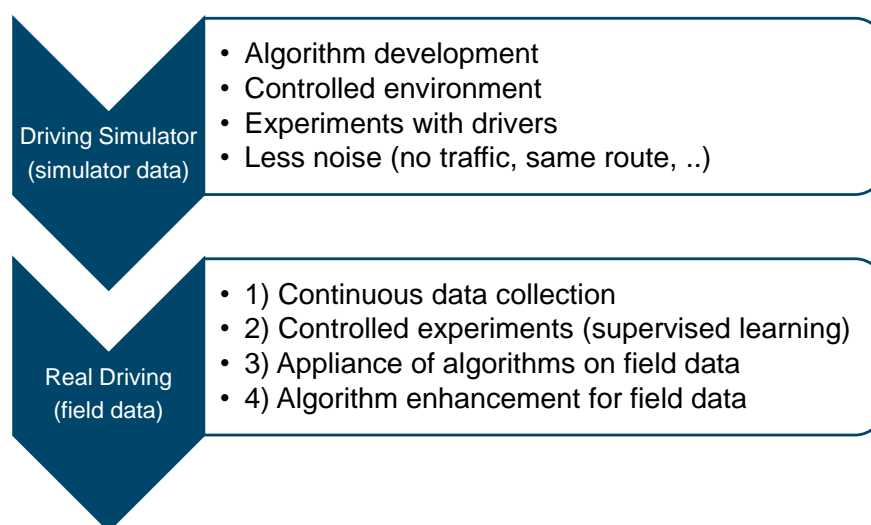 Driving Simulator
(simulator data)
• Algorithm development
• Controlled environment
• Experiments with drivers
• Less noise (no traffic, same route, ..)
Real Driving
(field data)
• 1) Continuous data collection
• 2) Controlled experiments (supervised learning)
• 3) Appliance of algorithms on field data
• 4) Algorithm enhancement for field data